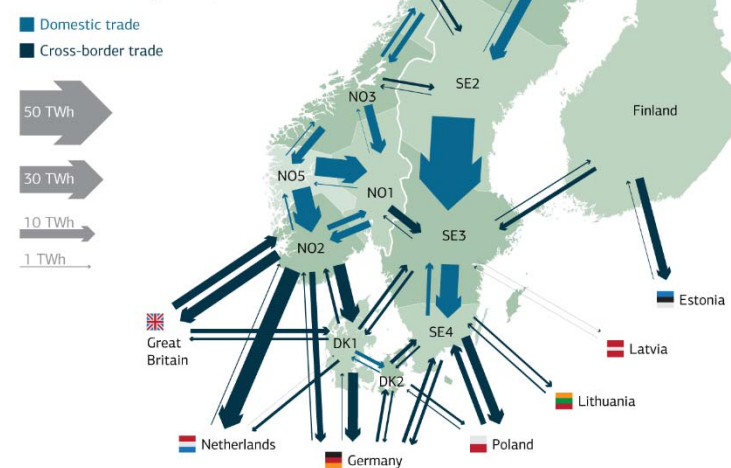 Domestic trade
Cross-border trade
50 TWh
30 TWh
10 TWh
1 TWh
SE2
NO3
Finland
NO5
NO1
SE3
NO2
Estonia
Great
Britain
DK1
SE4
Latvia
DK2
Lithuania
Netherlands
Germany
Poland